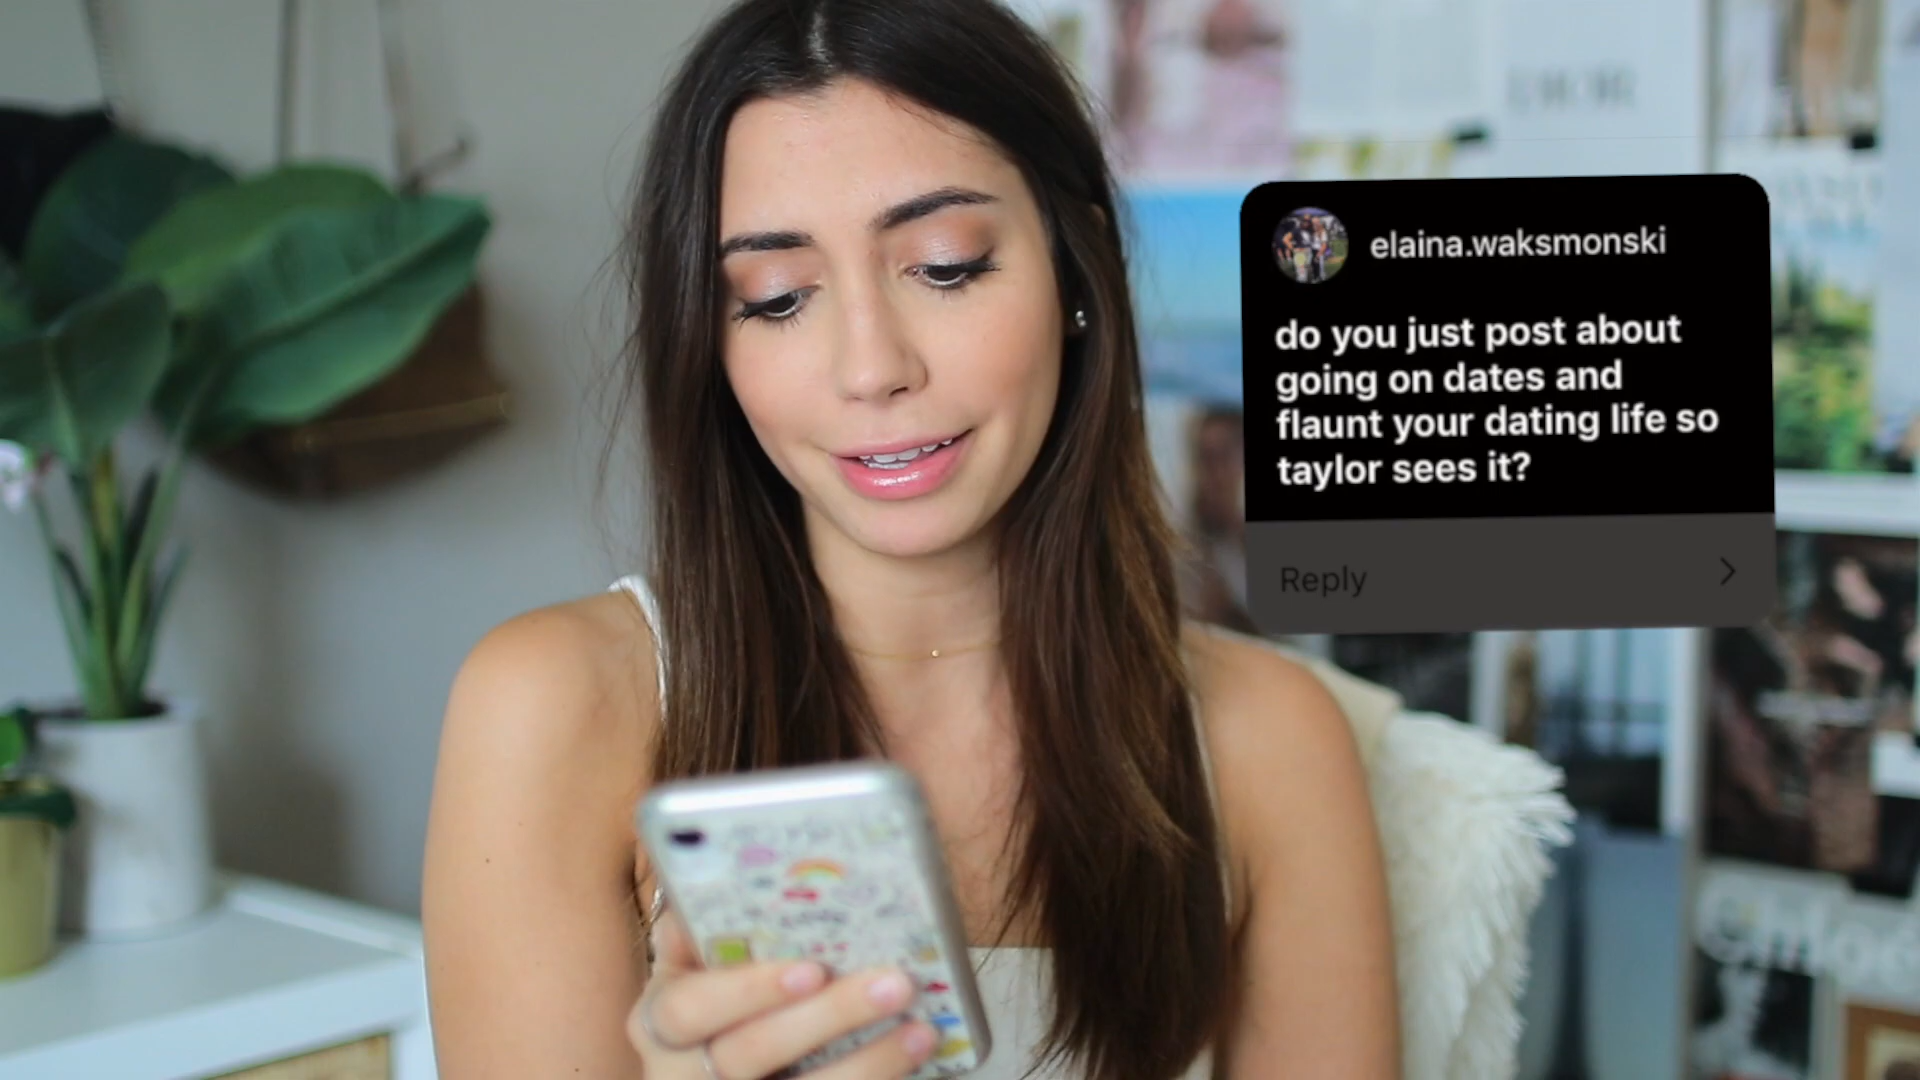 DIOR
elaina.waksmonski
do you just post about
going on dates and
flaunt your dating life so
taylor sees it?
Reply